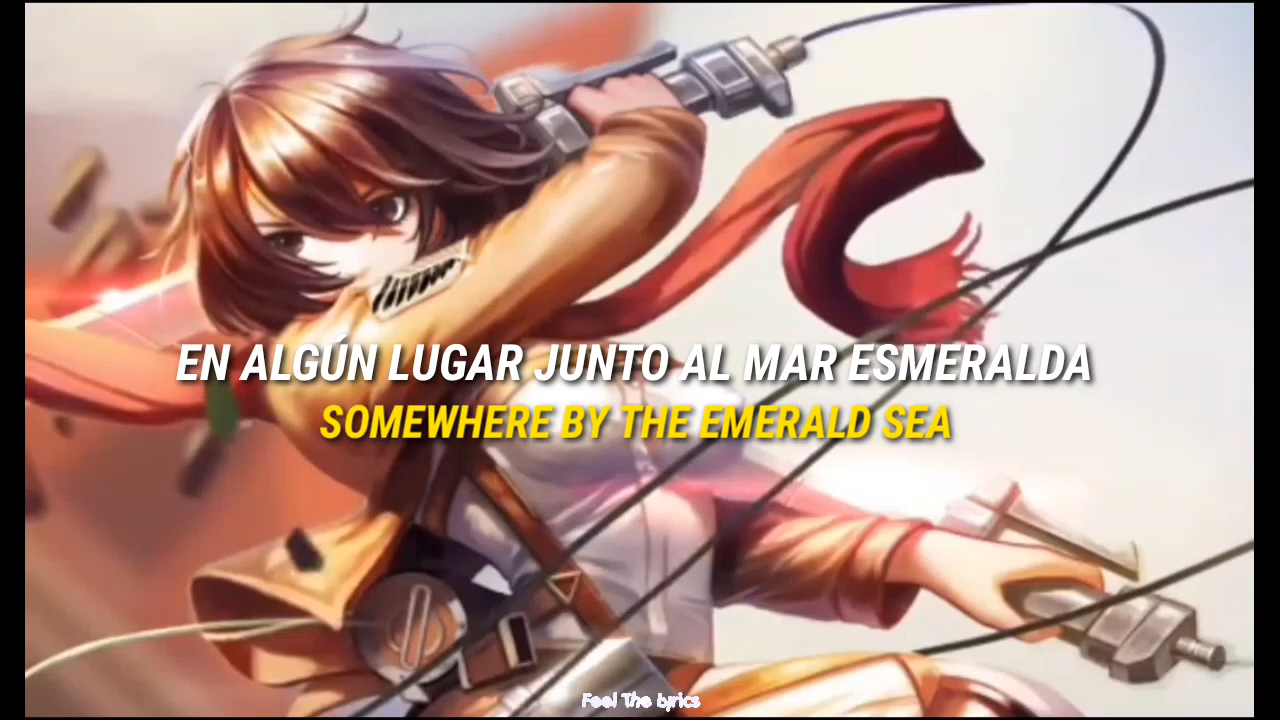 EN ALGÚN LUGAR JUNTO AL MAR ESMERALDA
SOMEWHERE BY THE EMERALD SEA
Feel The Lyrics